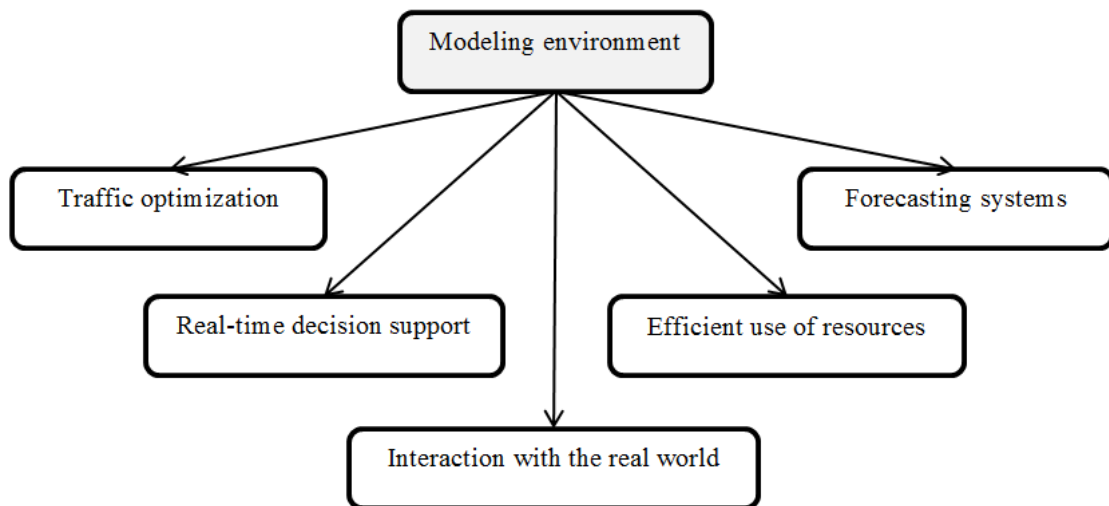 Modeling environment
Traffic optimization
Forecasting systems
Real-time decision support
Efficient use of resources
Interaction with the real world